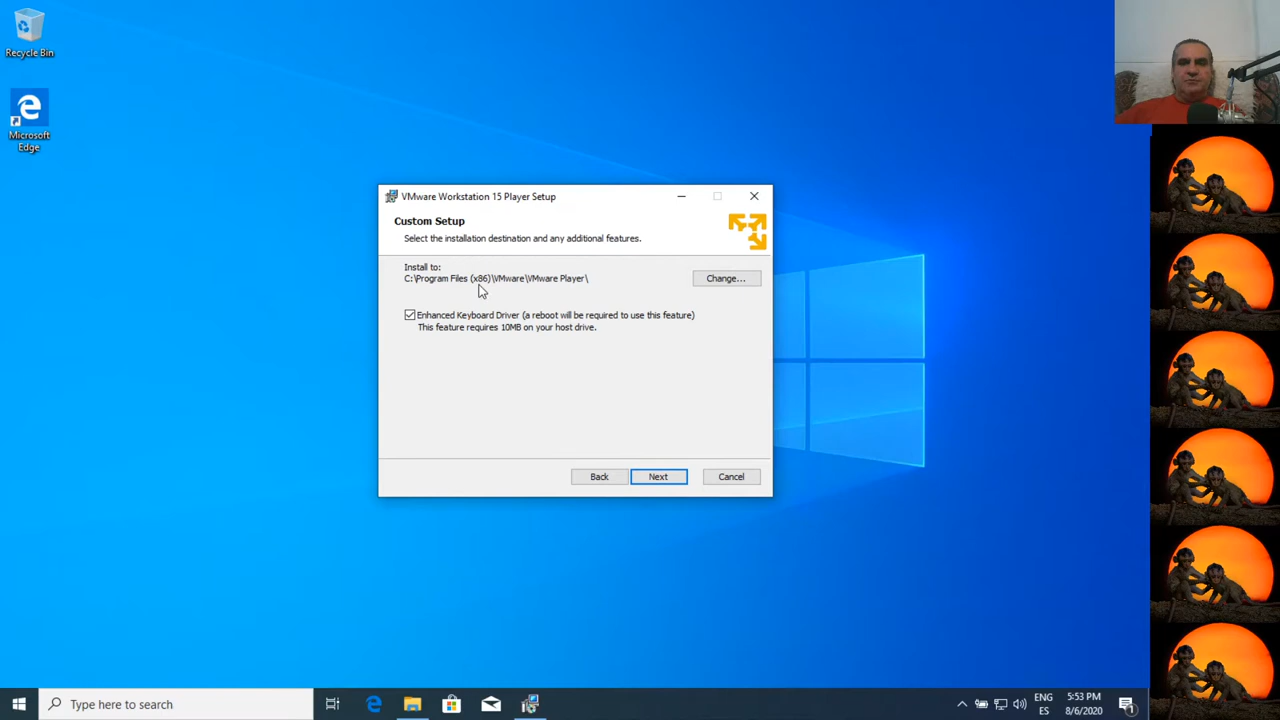 Recycle Bin
Microsoft
Edge
VMware Workstation 15 Player Setup
Custom Setup
Select the installation destination and any additional features.
Install to:
C:\Program Files (x86)\VMware\VMware Player\
Change...
Enhanced Keyboard Driver (a reboot will be required to use this feature)
This feature requires 10MB on your host drive.
Back
Next
Cancel
Type here to search
ENG
ES
5:53 PM
8/6/2020
1